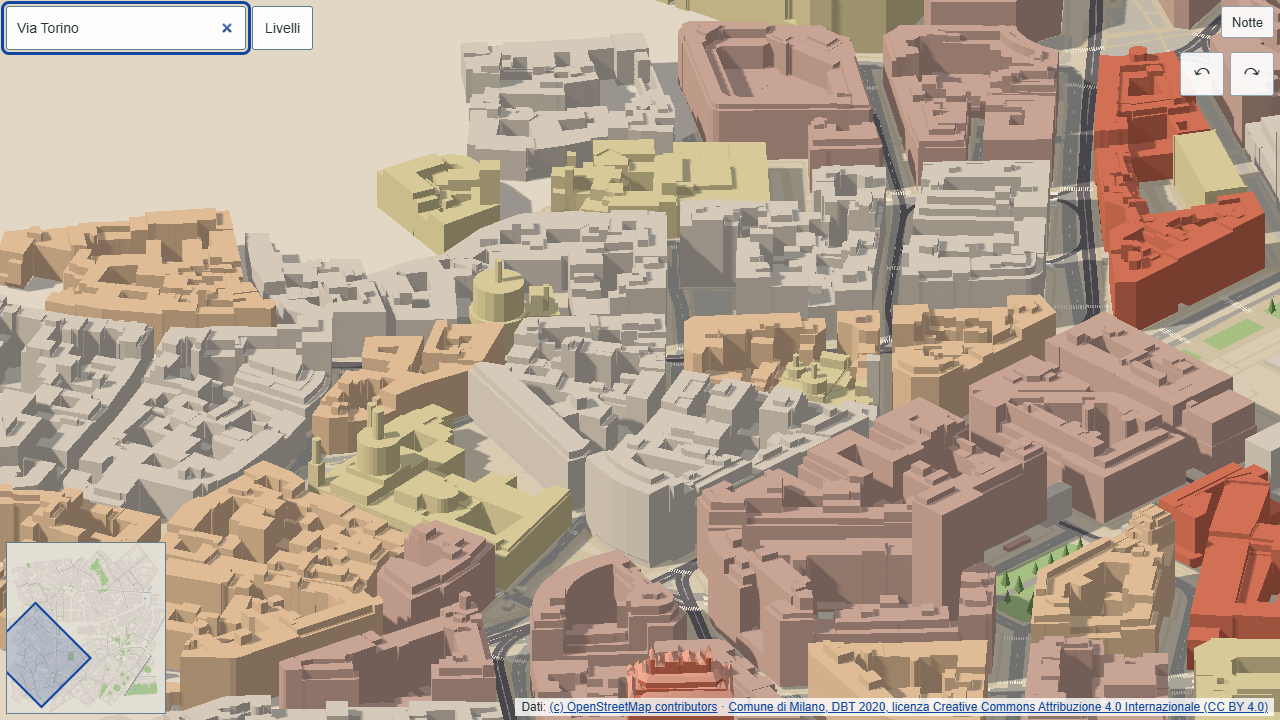 Via Torino
Livelli
Notte
Dati: (c) OpenStreetMap contributors · Comune di Milano, DBT 2020, licenza Creative Commons Attribuzione 4.0 Internazionale (CC BY 4.0)